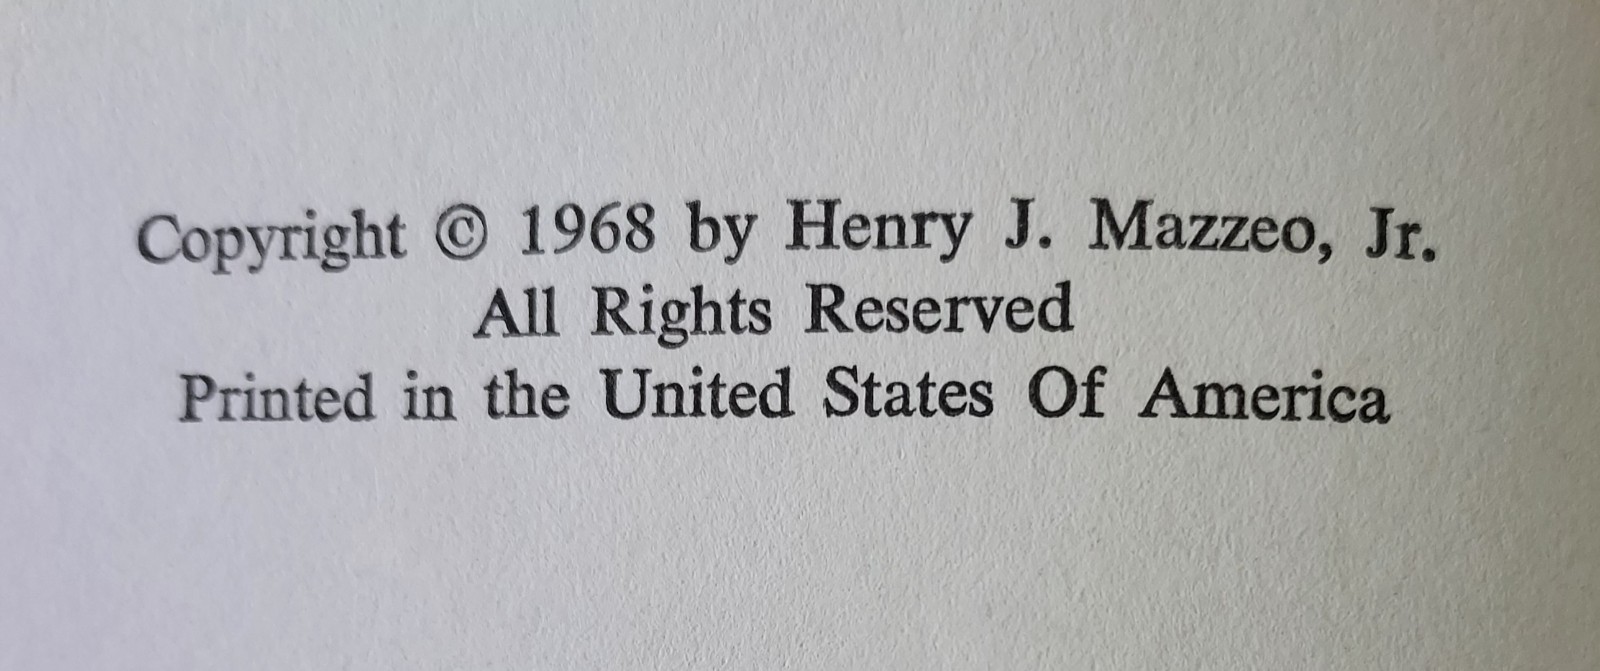 Copyright © 1968 by Henry J. Mazzeo, Jr.
All Rights Reserved
Printed in the United States Of America